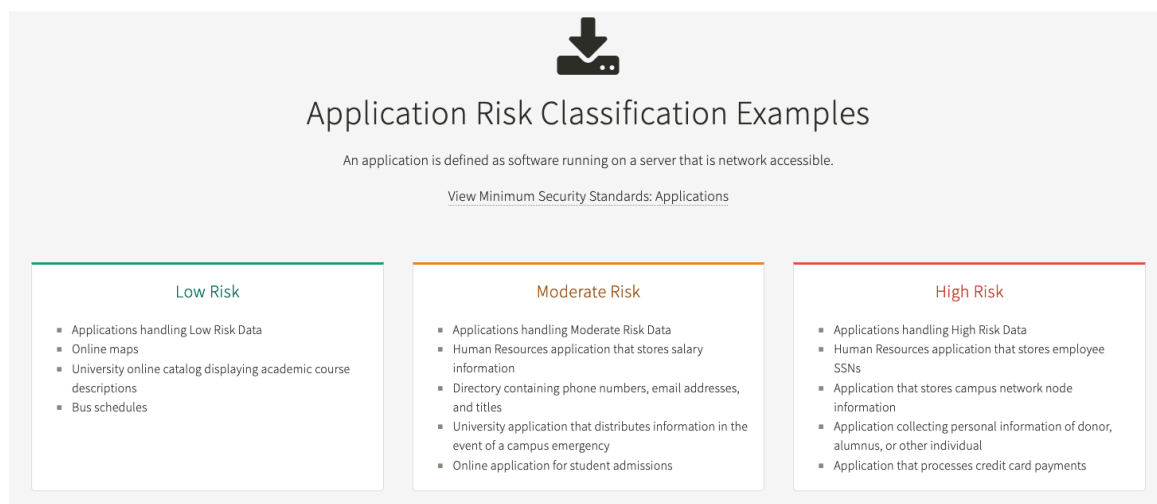 Application Risk Classification Examples
An application is defined as software running on a server that is network accessible.
View Minimum Security Standards: Applications
Low Risk
Applications handling Low Risk Data
Online maps
University online catalog displaying academic course
descriptions
Bus schedules
Moderate Risk
Applications handling Moderate Risk Data
Human Resources application that stores salary
information
Directory containing phone numbers, email addresses,
and titles
University application that distributes information in the
event of a campus emergency
Online application for student admissions
High Risk
Applications handling High Risk Data
Human Resources application that stores employee
SSNs
Application that stores campus network node
information
Application collecting personal information of donor,
alumnus, or other individual
Application that processes credit card payments